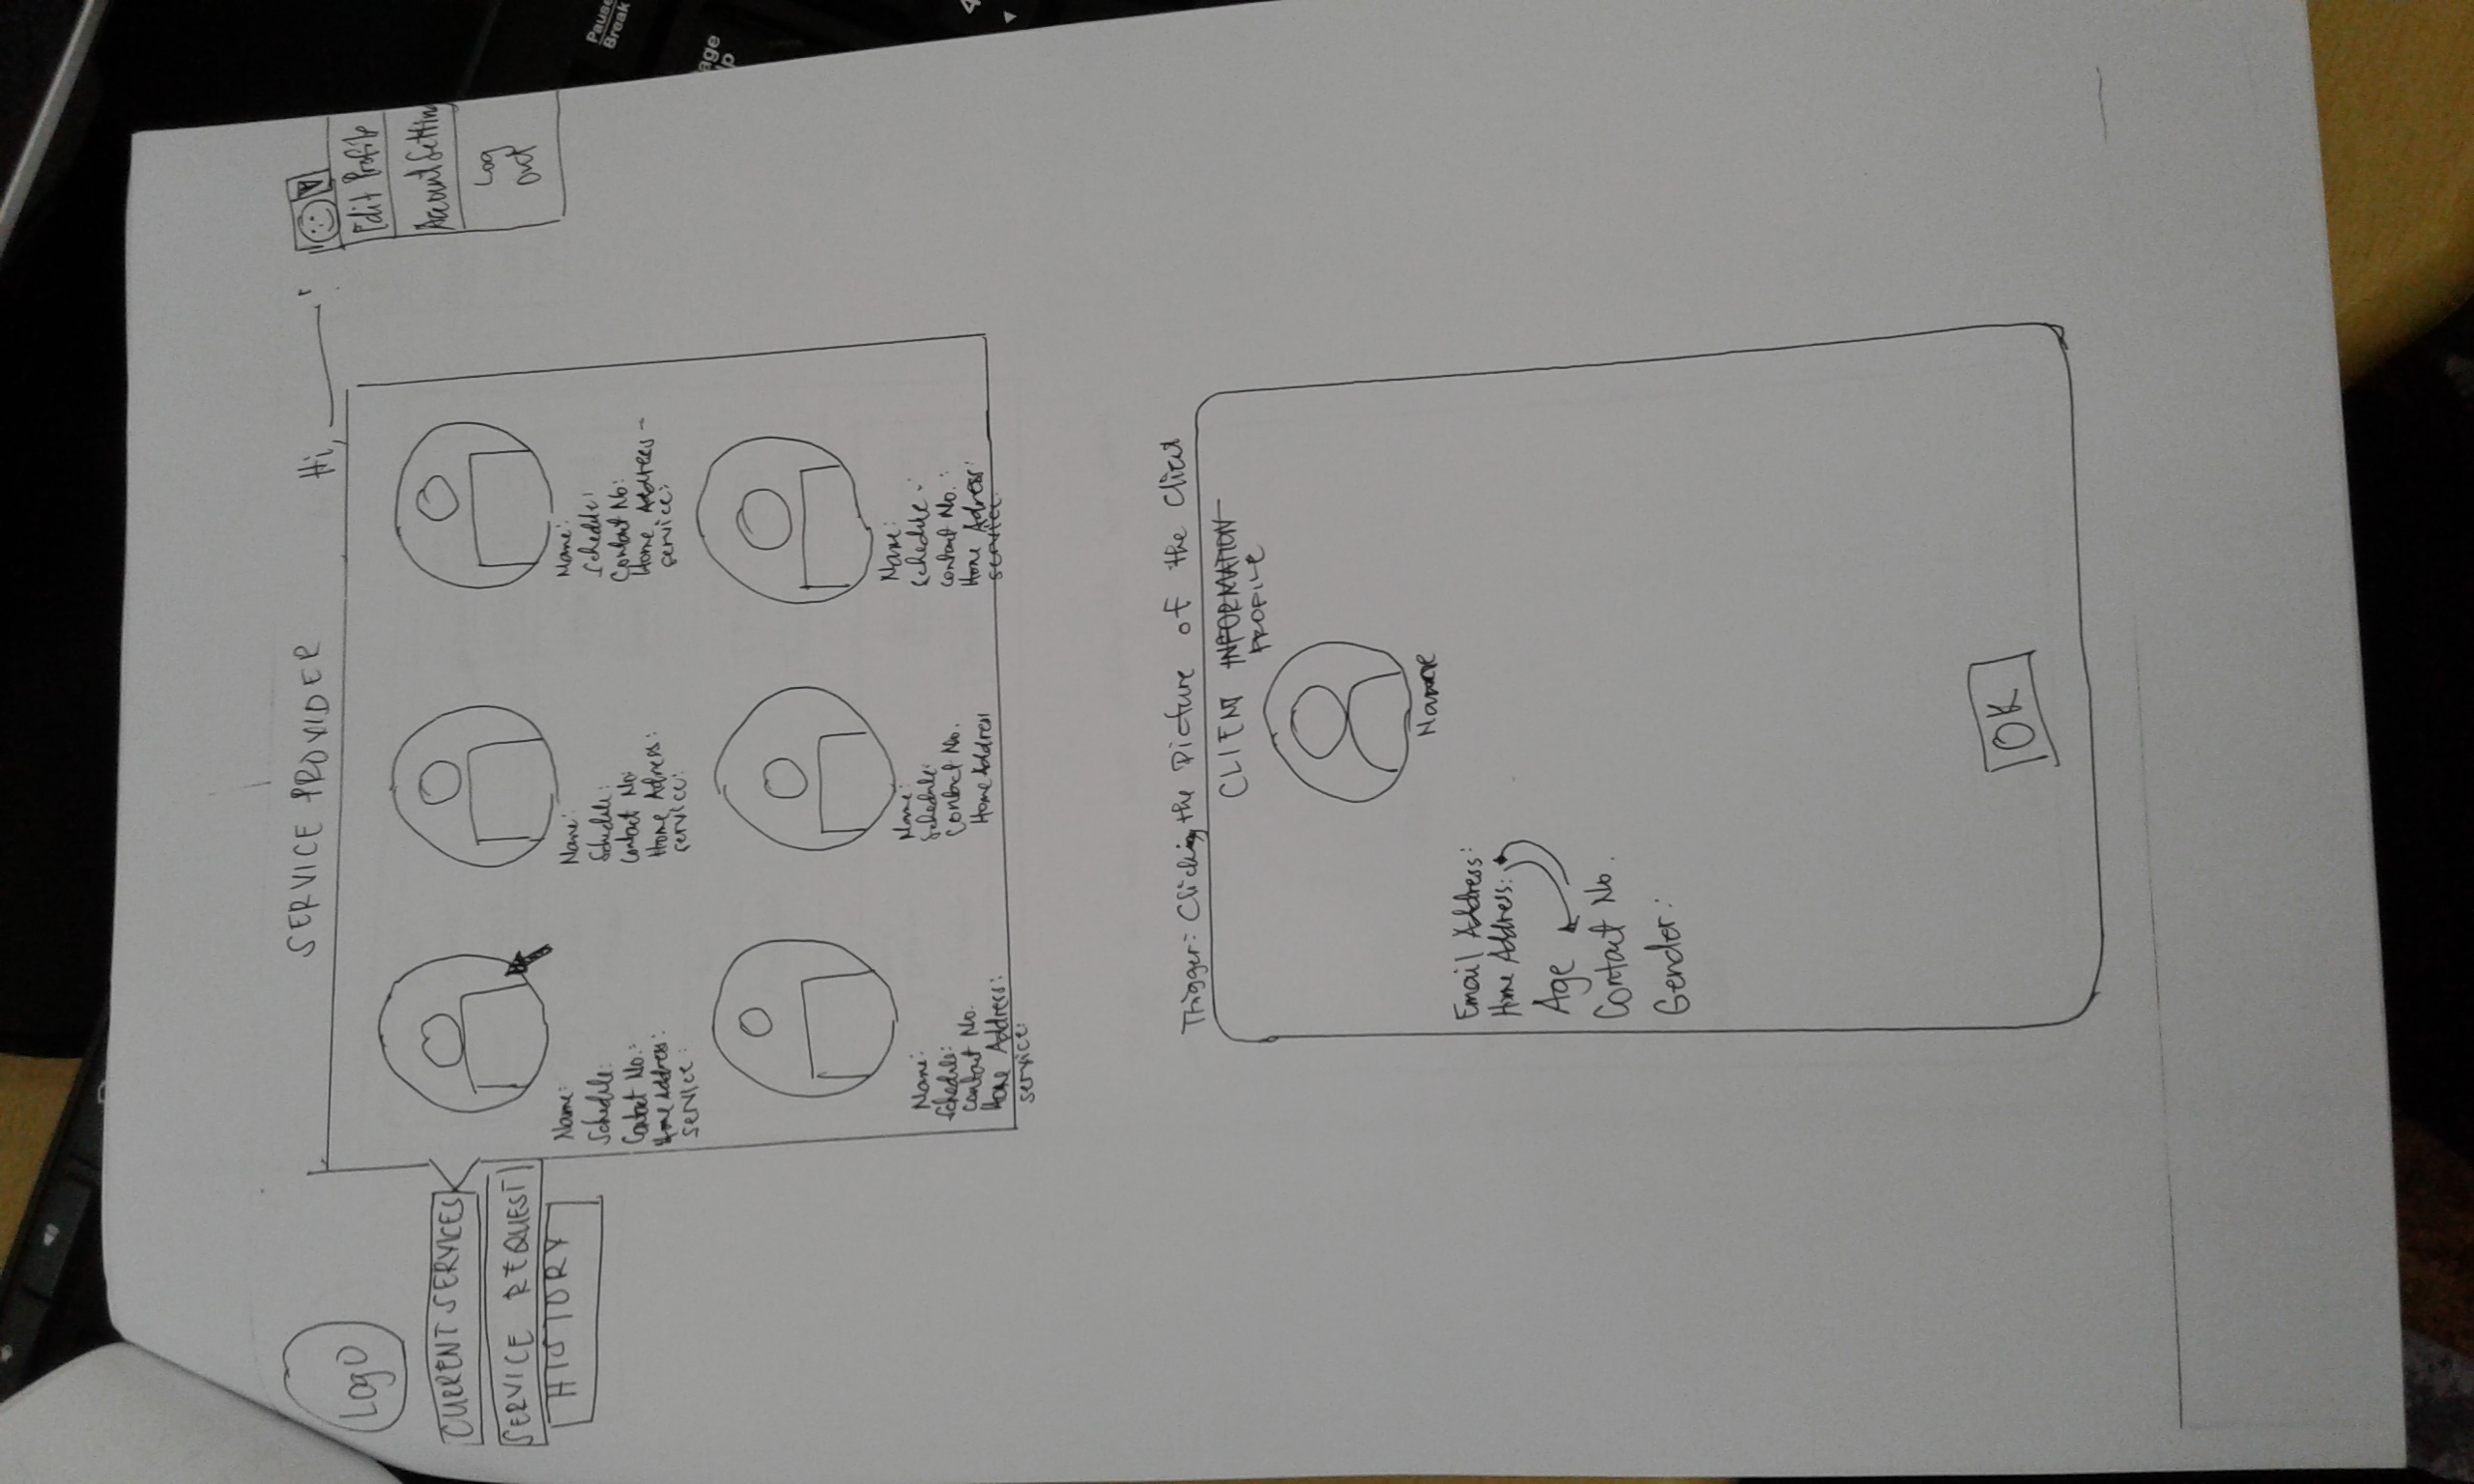 SERVICE PROVIDER
Hi,
Logo
Edit Profile
Account Setting
Log
Out
CURRENT SERVICES
SERVICE REQUEST
HISTORY
Name:
Schedule:
Contact No.:
Home Address:
service:
Name:
Schedule:
Contact No:
Home Adress:
service:
Name:
Schedule:
Contact No:
Home Address -
service:
Name:
Schedule:
Contact No.
Home Address:
service:
Name:
Schedule:
Contact No.
Home Address
Name:
Schedule:
Contact No.:
Home Adress:
service:
Trigger: Clicking the Picture of the Client
CLIENT INFORMATION
PROFILE
Name
Email Address:
Home Address:
Age
Contact No.
Gender:
OK
Pause
Break